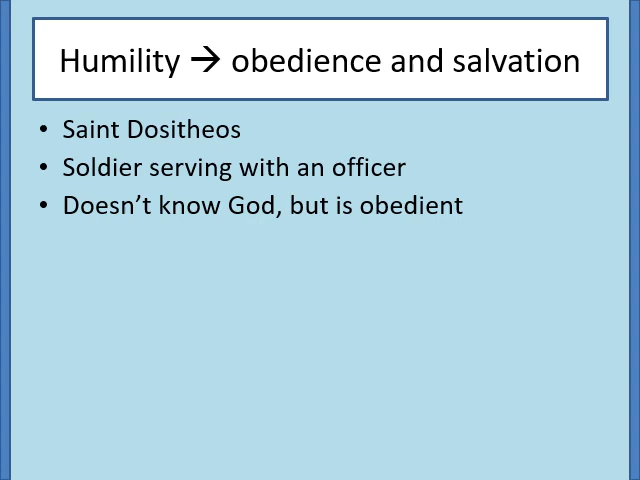 Humility → obedience and salvation
• Saint Dositheos
• Soldier serving with an officer
• Doesn’t know God, but is obedient